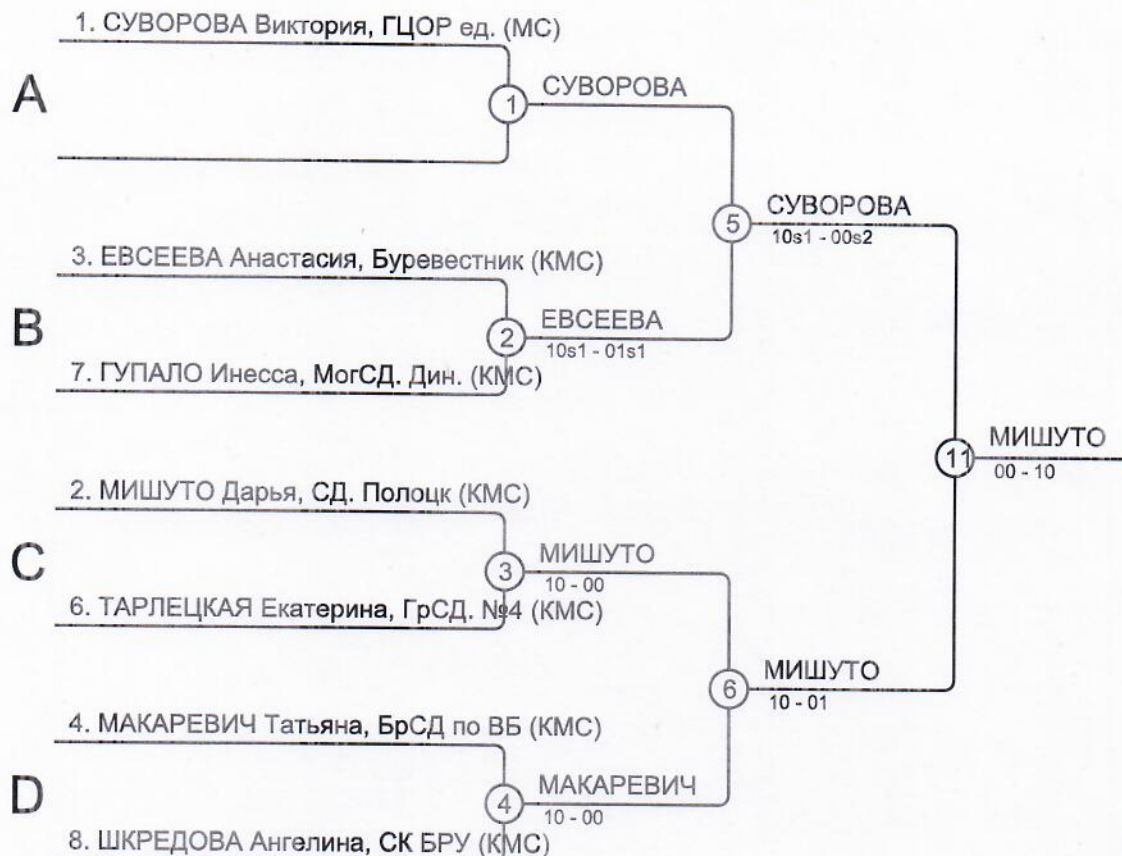 1. СУВОРОВА Виктория, ГЦОР ед. (МС)
A
1
СУВОРОВА
5
СУВОРОВА
10s1 - 00s2
3. ЕВСЕЕВА Анастасия, Буревестник (КМС)
B
2
ЕВСЕЕВА
10s1 - 01s1
7. ГУПАЛО Инесса, МогСД. Дин. (КМС)
11
МИШУТО
00 - 10
2. МИШУТО Дарья, СД. Полоцк (КМС)
C
3
МИШУТО
10 - 00
6. ТАРЛЕЦКАЯ Екатерина, ГрСД. №4 (КМС)
6
МИШУТО
10 - 01
4. МАКАРЕВИЧ Татьяна, БрСД по ВБ (КМС)
D
4
МАКАРЕВИЧ
10 - 00
8. ШКРЕДОВА Ангелина, СК БРУ (КМС)